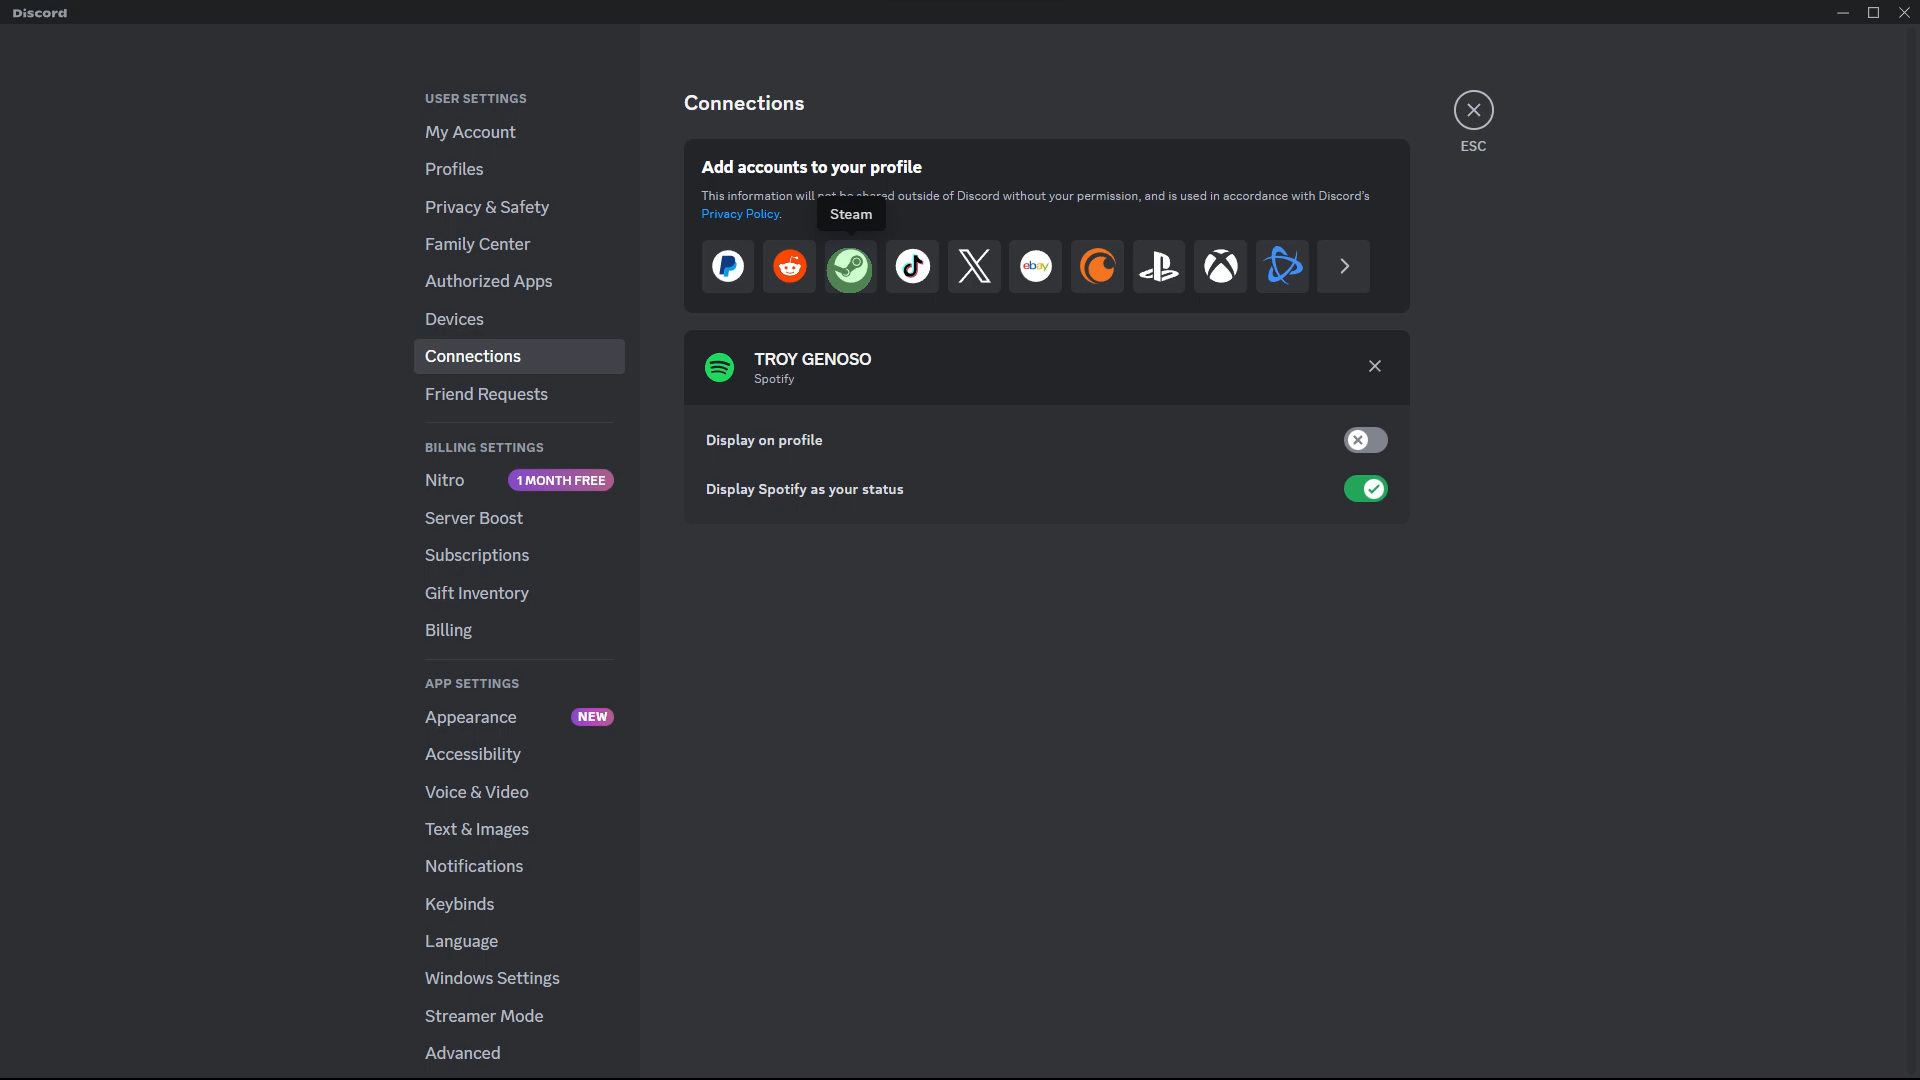 Discord
USER SETTINGS
My Account
Profiles
Privacy & Safety
Family Center
Authorized Apps
Devices
Connections
Friend Requests
BILLING SETTINGS
Nitro
1 MONTH FREE
Server Boost
Subscriptions
Gift Inventory
Billing
APP SETTINGS
Appearance
NEW
Accessibility
Voice & Video
Text & Images
Notifications
Keybinds
Language
Windows Settings
Streamer Mode
Advanced
Connections
ESC
Add accounts to your profile
This information will not be shared outside of Discord without your permission, and is used in accordance with Discord's
Privacy Policy.
Steam
ebay
TROY GENOSO
Spotify
Display on profile
Display Spotify as your status